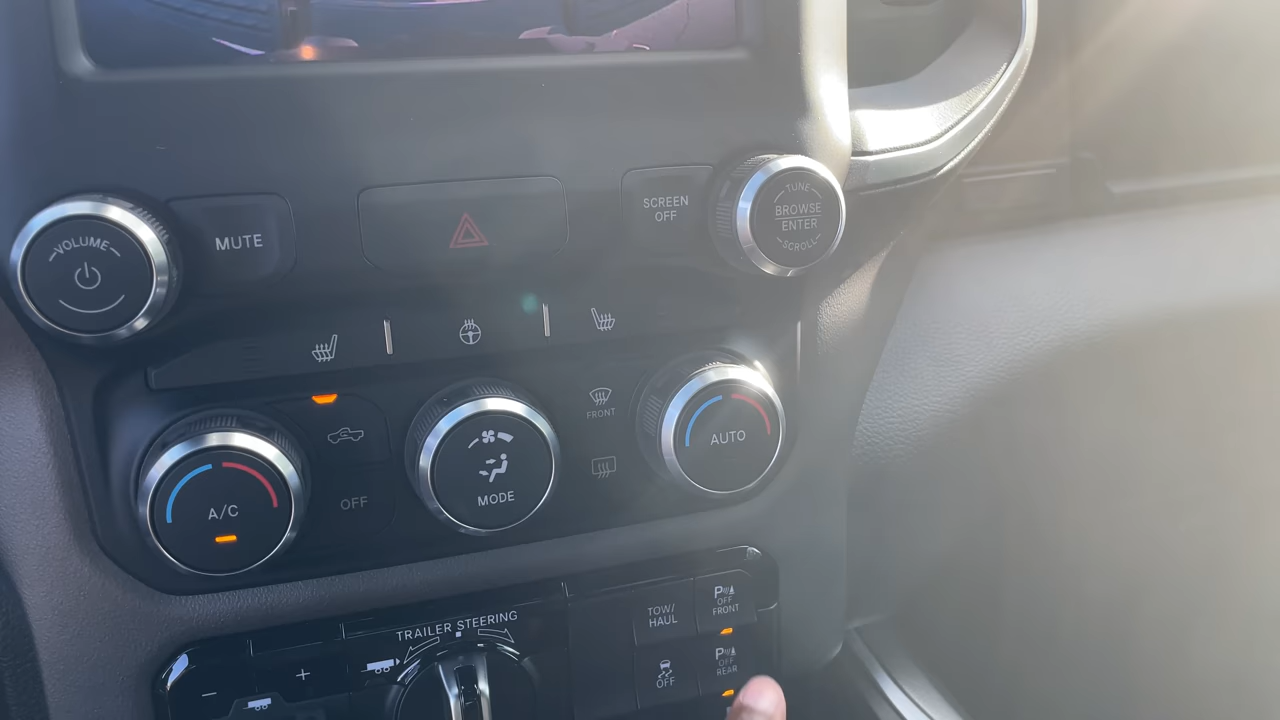 VOLUME
MUTE
SCREEN
OFF
TUNE
BROWSE
ENTER
SCROLL
FRONT
A/C
OFF
MODE
AUTO
TRAILER STEERING
- +
TOW/
HAUL
P
OFF
FRONT
OFF
P
OFF
REAR